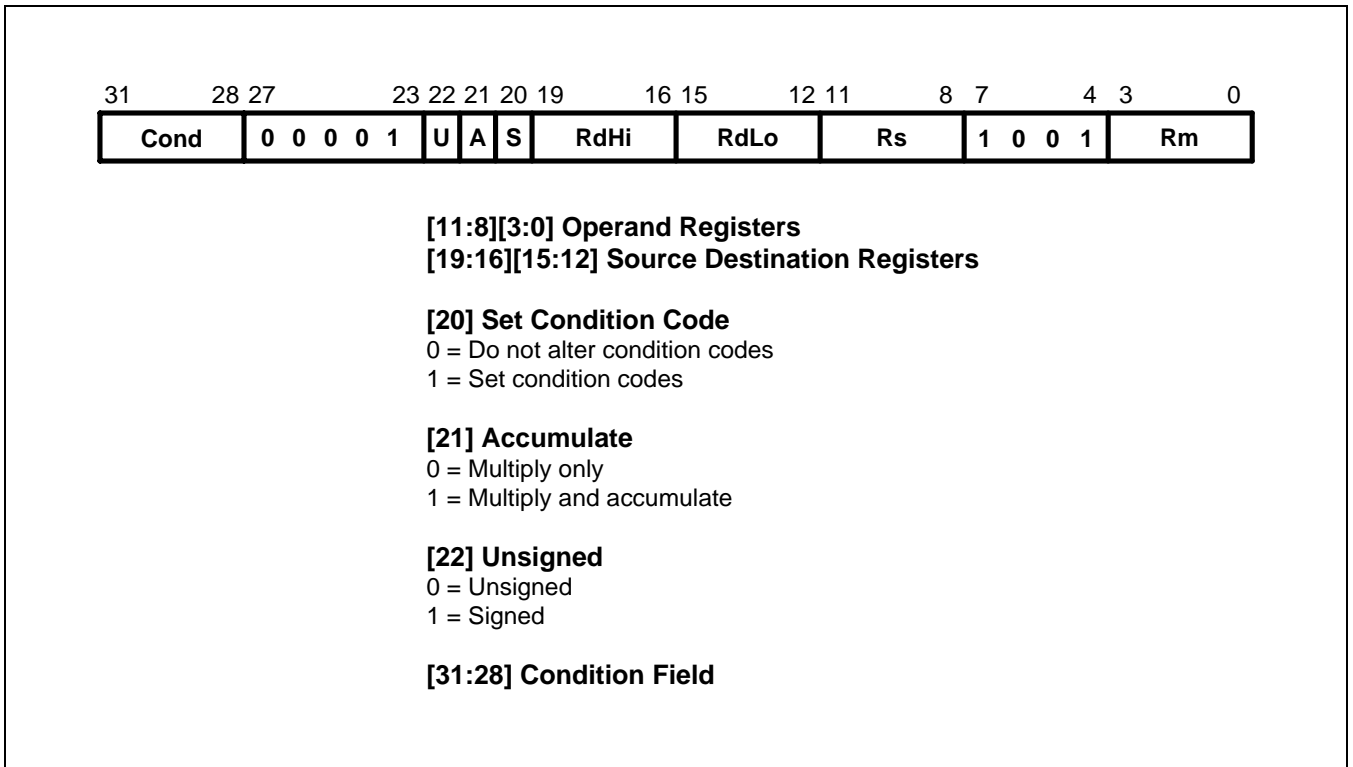 31 28 27 23 22 21 20 19 16 15 12 11 8 7 4 3 0
Cond 0 0 0 0 1 U A S RdHi RdLo Rs 1 0 0 1 Rm
[11:8][3:0] Operand Registers
[19:16][15:12] Source Destination Registers
[20] Set Condition Code
0 = Do not alter condition codes
1 = Set condition codes
[21] Accumulate
0 = Multiply only
1 = Multiply and accumulate
[22] Unsigned
0 = Unsigned
1 = Signed
[31:28] Condition Field